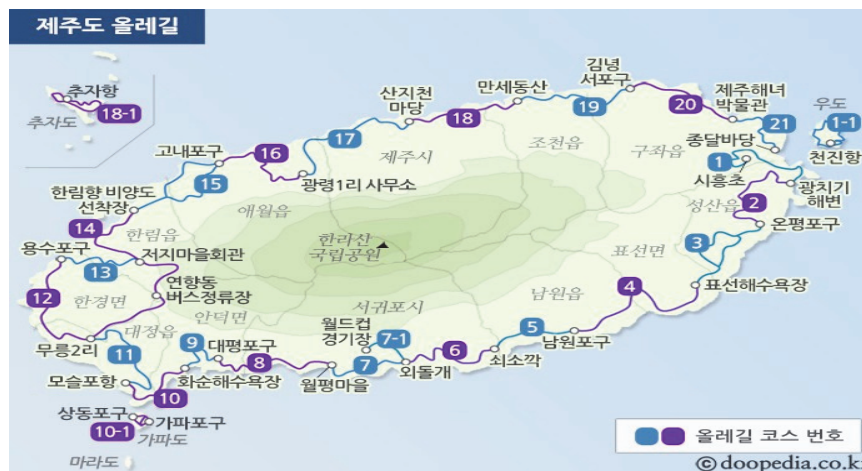 제주도 올레길
추자항
18-1
추자도
고내포구
16
17
산지천
마당
18
만세동산
19
김녕
서포구
20
제주해녀
박물관
21
우도
1-1
천진항
종달바당
1
시흥초
광치기
해변
2
성산읍
온평포구
제주시
조천읍
구좌읍
15
광령1리 사무소
한림향 비양도
선착장
애월읍
14
한림읍
한라산
국립공원
3
표선면
용수포구
13
저지마을회관
연향동
버스정류장
12
한경면
표선해수욕장
4
남원읍
서귀포시
안덕면
대정읍
무릉2리
11
9
대평포구
8
월드컵
경기장
7-1
7
월평마을
외돌개
6
5
쇠소깍
남원포구
모슬포항
10
화순해수욕장
상동포구
10-1
가파포구
가파도
마라도
올레길 코스 번호
ⓒdoopedia.co.k